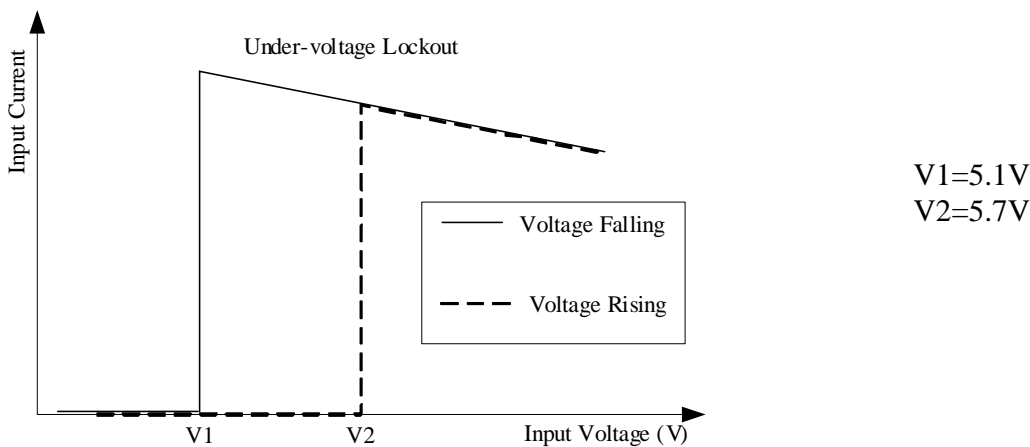 Under-voltage Lockout
Input Current
V1=5.1V
V2=5.7V
Voltage Falling
Voltage Rising
V1
V2
Input Voltage (V)